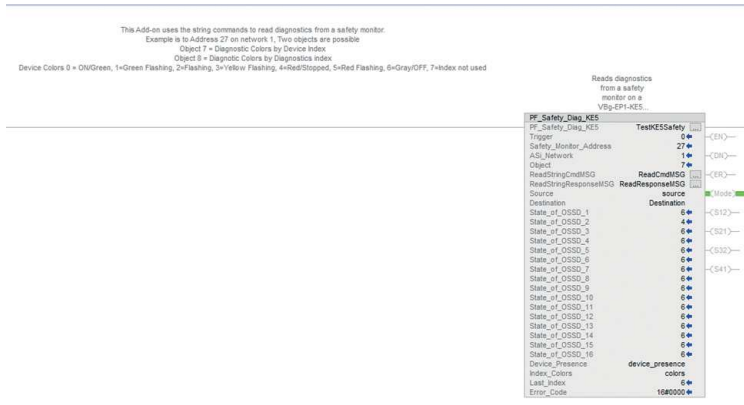 This Add-on uses the string commands to read diagnostics from a safety monitor.
Example is to Address 27 on network 1, Two objects are possible
Object 7 = Diagnostic Colors by Device Index
Object 8 = Diagnotic Colors by Diagnostics index
Device Colors 0 = ON/Green, 1=Green Flashing, 2=Flashing, 3=Yellow Flashing, 4=Red/Stopped, 5=Red Flashing, 6=Gray/OFF, 7=Index not used
Reads diagnostics
from a safety
monitor on a
VBg-EP1-KE5...
PF_Safety_Diag_KE5
PF_Safety_Diag_KE5 TestKE5Safety ...
Trigger 0 (EN)
Safety_Monitor_Address 27
ASi_Network 1 (DN)
Object 7
ReadStringCmdMSG ReadCmdMSG ... (ER)
ReadStringResponseMSG ReadResponseMSG ...
Source source (Mode)
Destination Destination
State_of_OSSD_1 6 (S12)
State_of_OSSD_2 4
State_of_OSSD_3 6 (S21)
State_of_OSSD_4 6
State_of_OSSD_5 6 (S32)
State_of_OSSD_6 6
State_of_OSSD_7 6 (S41)
State_of_OSSD_8 6
State_of_OSSD_9 6
State_of_OSSD_10 6
State_of_OSSD_11 6
State_of_OSSD_12 6
State_of_OSSD_13 6
State_of_OSSD_14 6
State_of_OSSD_15 6
State_of_OSSD_16 6
Device_Presence device_presence
Index_Colors colors
Last_Index 6
Error_Code 16#0000